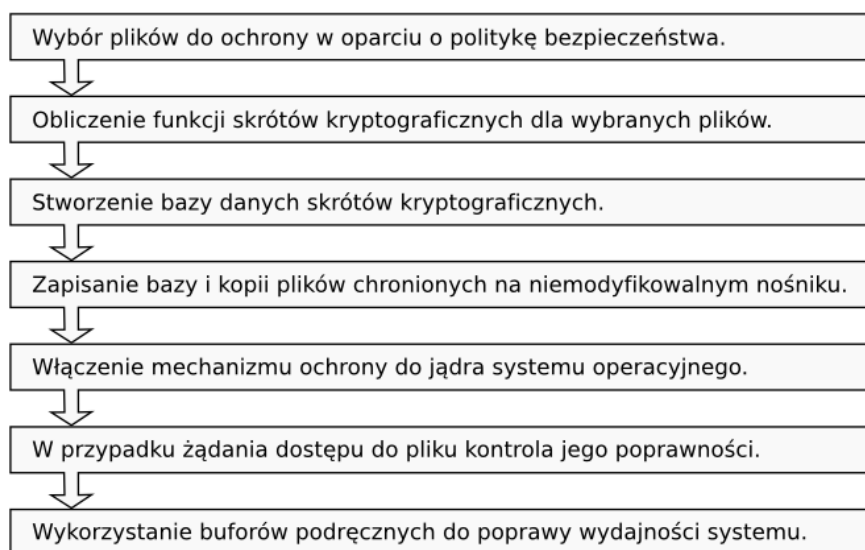 Wybór plików do ochrony w oparciu o politykę bezpieczeństwa.
Obliczenie funkcji skrótów kryptograficznych dla wybranych plików.
Stworzenie bazy danych skrótów kryptograficznych.
Zapisanie bazy i kopii plików chronionych na niemodyfikowalnym nośniku.
Włączenie mechanizmu ochrony do jądra systemu operacyjnego.
W przypadku żądania dostępu do pliku kontrola jego poprawności.
Wykorzystanie buforów podręcznych do poprawy wydajności systemu.